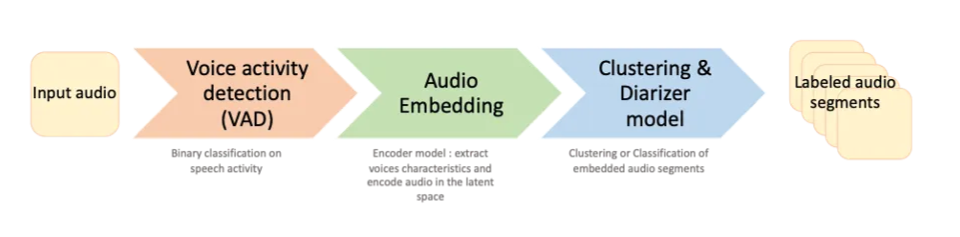 Input audio
Voice activity
detection
(VAD)
Binary classification on
speech activity
Audio
Embedding
Encoder model : extract
voices characteristics and
encode audio in the latent
space
Clustering &
Diarizer
model
Clustering or Classification of
embedded audio segments
Labeled audio
segments